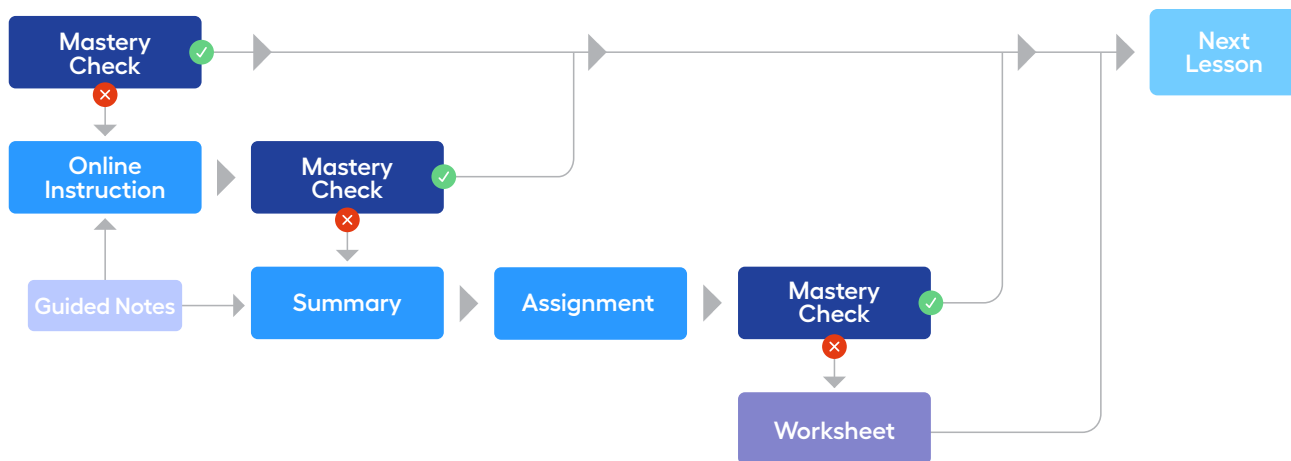 Mastery
Check
Next
Lesson
Online
Instruction
Mastery
Check
Guided Notes
Summary
Assignment
Mastery
Check
Worksheet